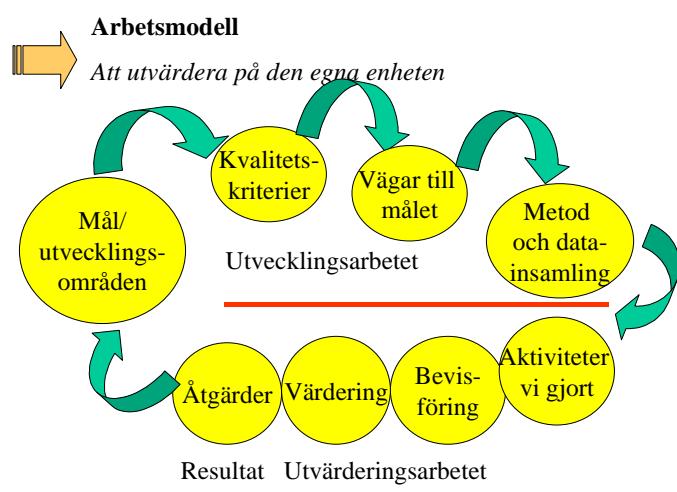 Arbetsmodell
Att utvärdera på den egna enheten
Kvalitets-
kriterier
Vägar till
målet
Mål/
utvecklings-
områden
Metod
och data-
insamling
Utvecklingsarbetet
Aktiviteter
vi gjort
Bevis-
föring
Värdering
Åtgärder
Resultat Utvärderingsarbetet